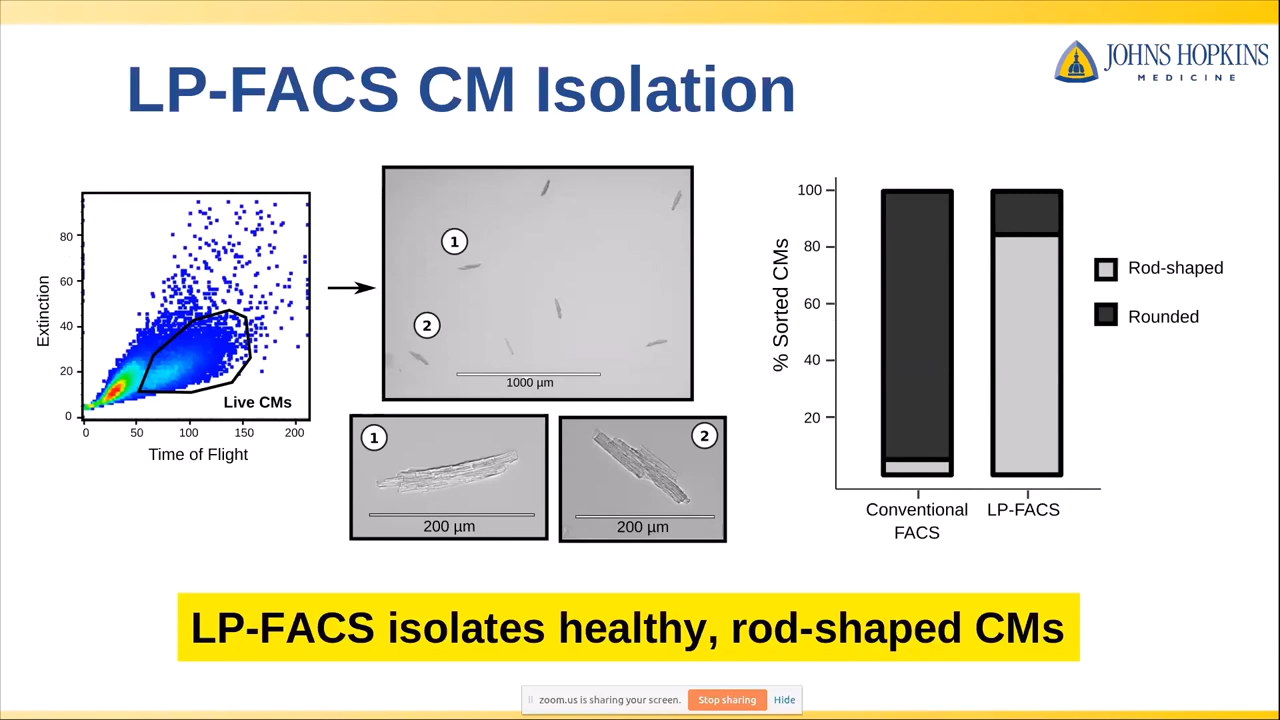 LP-FACS CM Isolation
JOHNS HOPKINS
MEDICINE
Extinction
80
60
40
20
0
Live CMs
0 50 100 150 200
Time of Flight
1
2
1000 µm
1
200 µm
2
200 µm
% Sorted CMs
100
80
60
40
20
Conventional
FACS
LP-FACS
Rod-shaped
Rounded
LP-FACS isolates healthy, rod-shaped CMs
zoom.us is sharing your screen. Stop sharing Hide